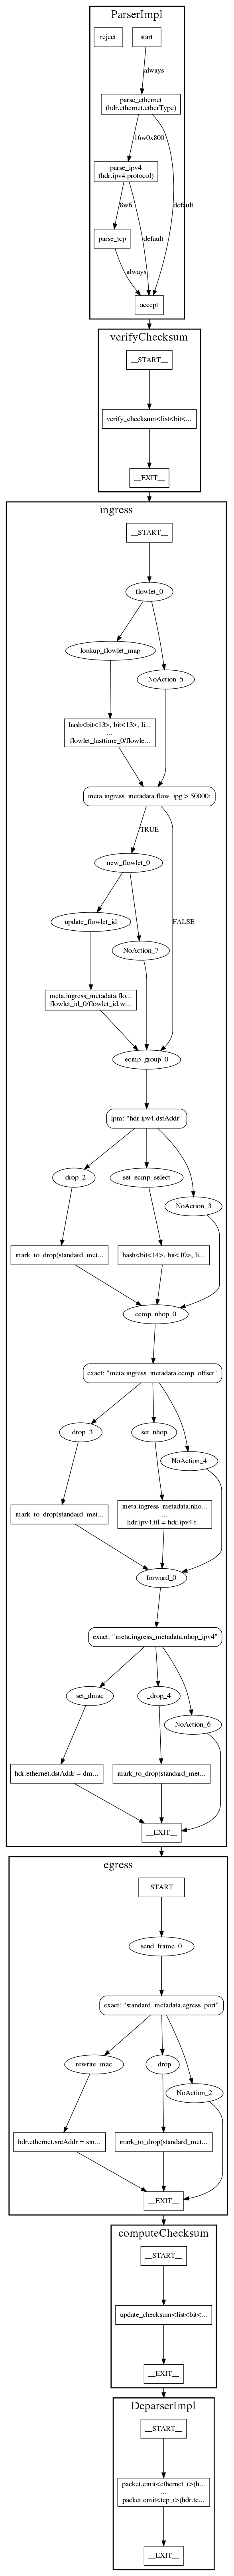 ParserImpl
reject
start
always
parse_ethernet
(hdr.ethernet.etherType)
16w0x800
parse_ipv4
(hdr.ipv4.protocol)
default
8w6
parse_tcp
default
always
accept
verifyChecksum
__START__
verify_checksum<list<bit<...
__EXIT__
ingress
__START__
flowlet_0
lookup_flowlet_map
NoAction_5
hash<bit<13>, bit<13>, li...
...
flowlet_lasttime_0/flowle...
meta.ingress_metadata.flow_ipg > 50000;
TRUE
new_flowlet_0
update_flowlet_id
FALSE
NoAction_7
meta.ingress_metadata.flo...
flowlet_id_0/flowlet_id.w...
ecmp_group_0
lpm: "hdr.ipv4.dstAddr"
_drop_2
set_ecmp_select
NoAction_3
mark_to_drop(standard_met...
hash<bit<14>, bit<10>, li...
ecmp_nhop_0
exact: "meta.ingress_metadata.ecmp_offset"
_drop_3
set_nhop
NoAction_4
mark_to_drop(standard_met...
meta.ingress_metadata.nho...
...
hdr.ipv4.ttl = hdr.ipv4.t...
forward_0
exact: "meta.ingress_metadata.nhop_ipv4"
set_dmac
_drop_4
NoAction_6
hdr.ethernet.dstAddr = dm...
mark_to_drop(standard_met...
__EXIT__
egress
__START__
send_frame_0
exact: "standard_metadata.egress_port"
rewrite_mac
_drop
NoAction_2
hdr.ethernet.srcAddr = sm...
mark_to_drop(standard_met...
__EXIT__
computeChecksum
__START__
update_checksum<list<bit<...
__EXIT__
DeparserImpl
__START__
packet.emit<ethernet_t>(h...
...
packet.emit<tcp_t>(hdr.tc...
__EXIT__